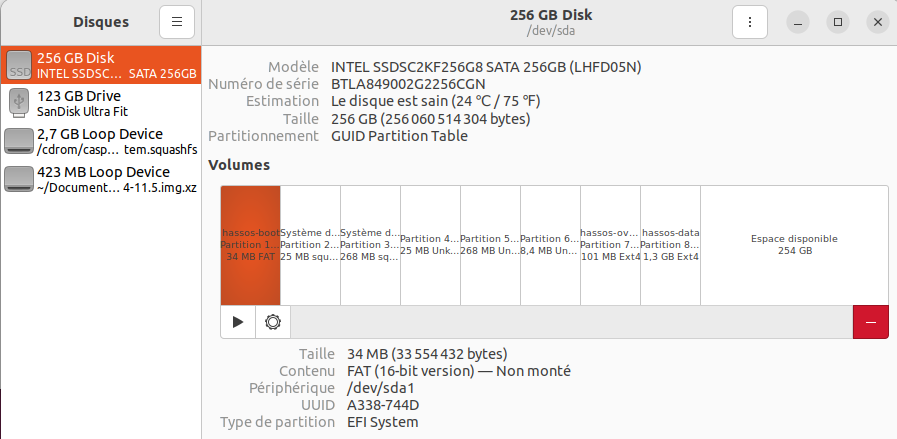 Disques
256 GB Disk
/dev/sda
256 GB Disk
INTEL SSDSC... SATA 256GB
SSD
123 GB Drive
SanDisk Ultra Fit
2,7 GB Loop Device
/cdrom/casp... tem.squashfs
423 MB Loop Device
~/Document... 4-11.5.img.xz
Modèle INTEL SSDSC2KF256G8 SATA 256GB (LHFD05N)
Numéro de série BTLA849002G2256CGN
Estimation Le disque est sain (24 °C / 75 °F)
Taille 256 GB (256 060 514 304 bytes)
Partitionnement GUID Partition Table
Volumes
hassos-boot
Partition 1...
34 MB FAT
Système d...
Partition 2...
25 MB squ...
Système d...
Partition 3...
268 MB sq...
Partition 4...
25 MB Unk...
Partition 5...
268 MB Un...
Partition 6...
8,4 MB Un...
hassos-ov...
Partition 7...
101 MB Ext4
hassos-data
Partition 8...
1,3 GB Ext4
Espace disponible
254 GB
Taille 34 MB (33 554 432 bytes)
Contenu FAT (16-bit version) — Non monté
Périphérique /dev/sda1
UUID A338-744D
Type de partition EFI System